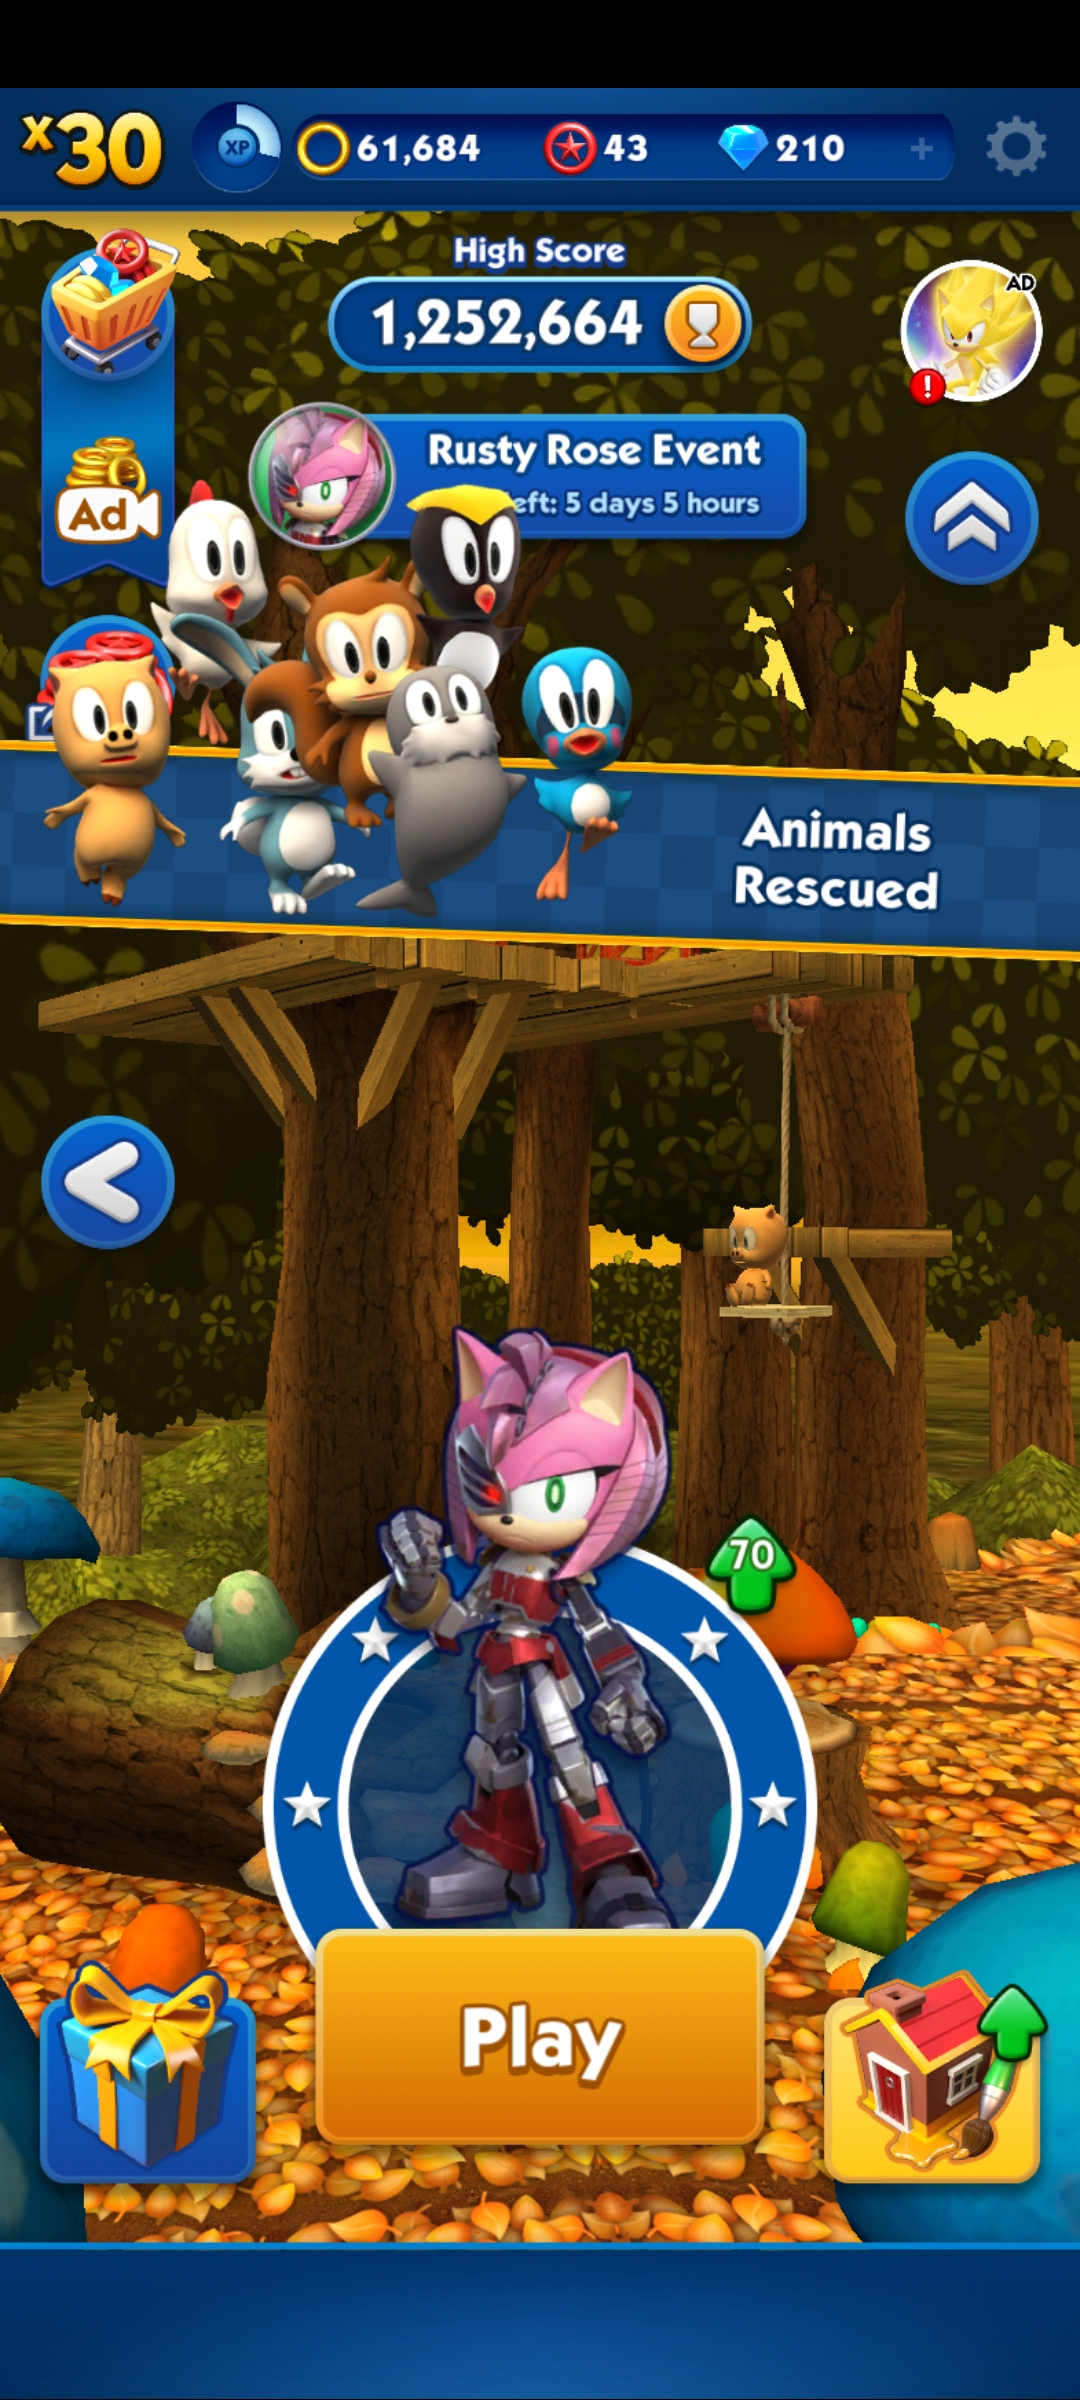 x30
XP
61,684
43
210
+
High Score
1,252,664
AD
!
Rusty Rose Event
eft: 5 days 5 hours
Ad
Animals
Rescued
70
Play